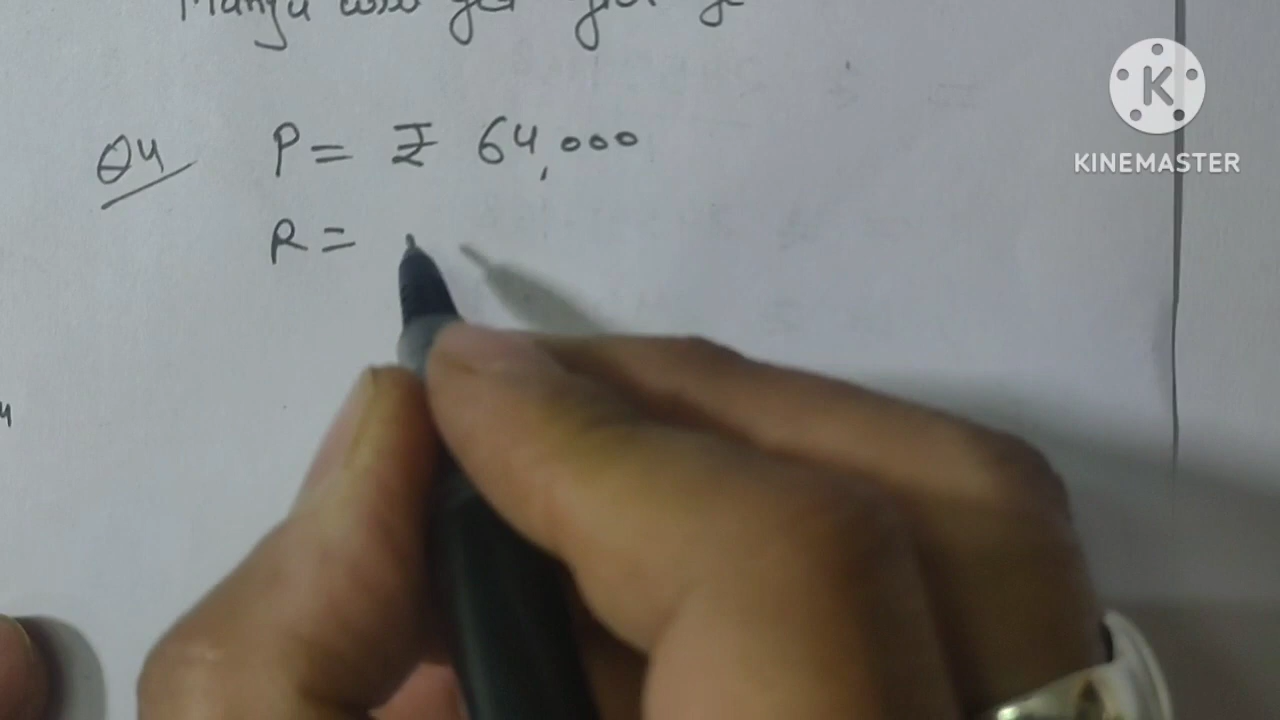 Q4 P = ₹ 64,000
R =
KINEMASTER